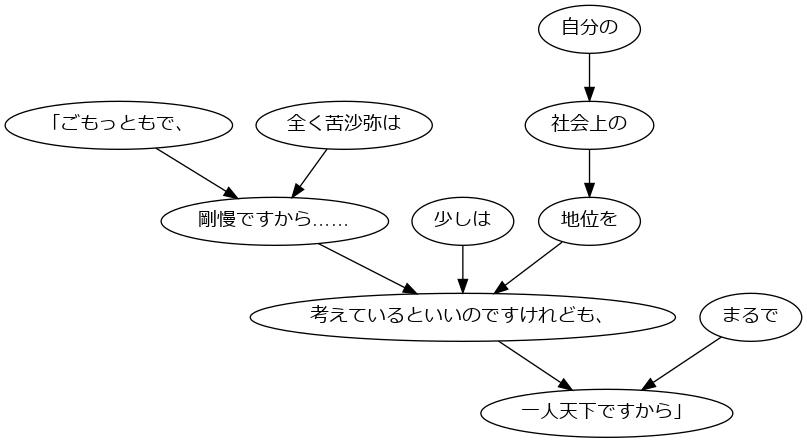 自分の
「ごもっともで、
全く苦沙弥は
社会上の
剛慢ですから……
少しは
地位を
考えているといいのですけれども、
まるで
一人天下ですから」